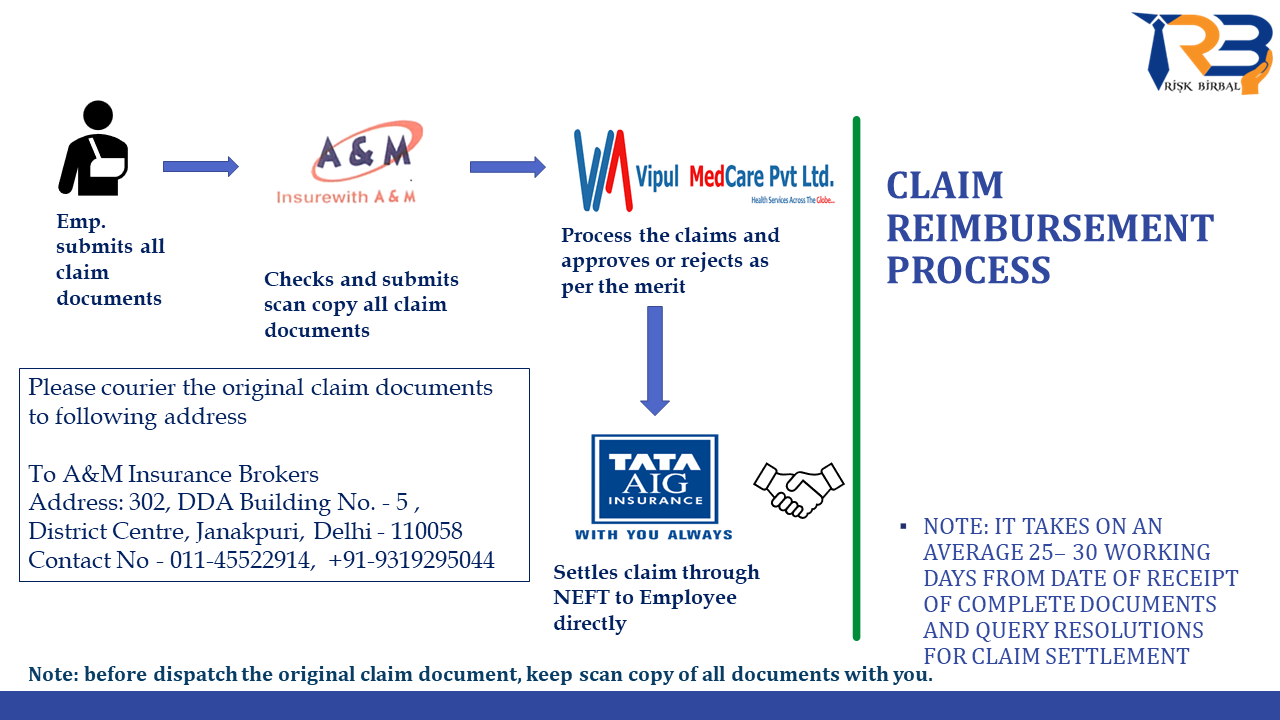 RB
RİŞK BİRBAL
A & M
Insurewith A & M
Vipul MedCare Pvt Ltd.
Health Services Across The Globe...
Emp.
submits all
claim
documents
Checks and submits
scan copy all claim
documents
Process the claims and
approves or rejects as
per the merit
Please courier the original claim documents
to following address
To A&M Insurance Brokers
Address: 302, DDA Building No. - 5 ,
District Centre, Janakpuri, Delhi - 110058
Contact No - 011-45522914, +91-9319295044
TATA
AIG
INSURANCE
WITH YOU ALWAYS
Settles claim through
NEFT to Employee
directly
Note: before dispatch the original claim document, keep scan copy of all documents with you.
CLAIM
REIMBURSEMENT
PROCESS
▪ NOTE: IT TAKES ON AN
AVERAGE 25– 30 WORKING
DAYS FROM DATE OF RECEIPT
OF COMPLETE DOCUMENTS
AND QUERY RESOLUTIONS
FOR CLAIM SETTLEMENT